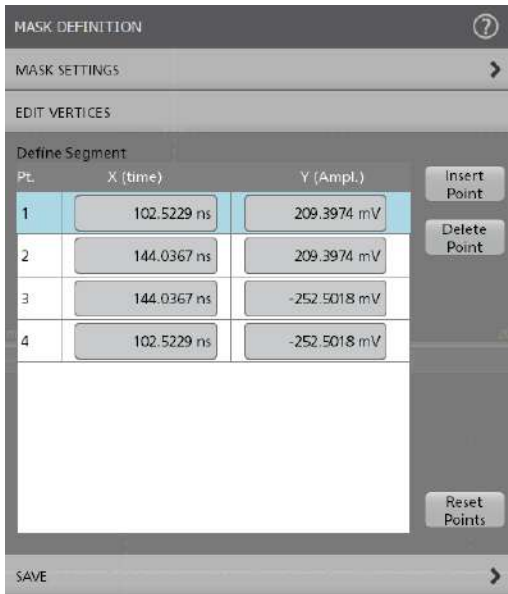 MASK DEFINITION ?
MASK SETTINGS
EDIT VERTICES
Define Segment
Pt. X (time) Y (Ampl.)
Insert
Point
1 102.5229 ns 209.3974 mV
Delete
Point
2 144.0367 ns 209.3974 mV
3 144.0367 ns -252.5018 mV
4 102.5229 ns -252.5018 mV
Reset
Points
SAVE